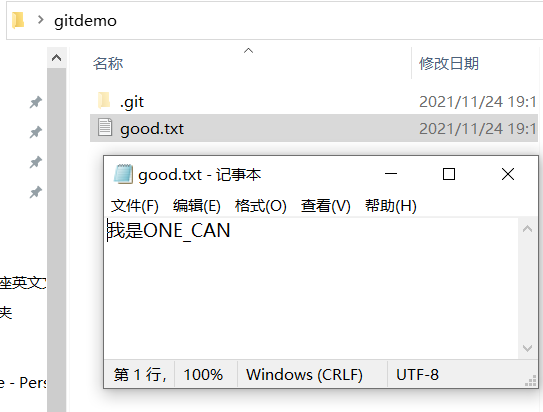 gitdemo
名称 修改日期
.git 2021/11/24 19:1
good.txt 2021/11/24 19:1
good.txt - 记事本
文件(F) 编辑(E) 格式(O) 查看(V) 帮助(H)
我是ONE_CAN
座英文文
夹
e - Pers
第 1 行, 100% Windows (CRLF) UTF-8